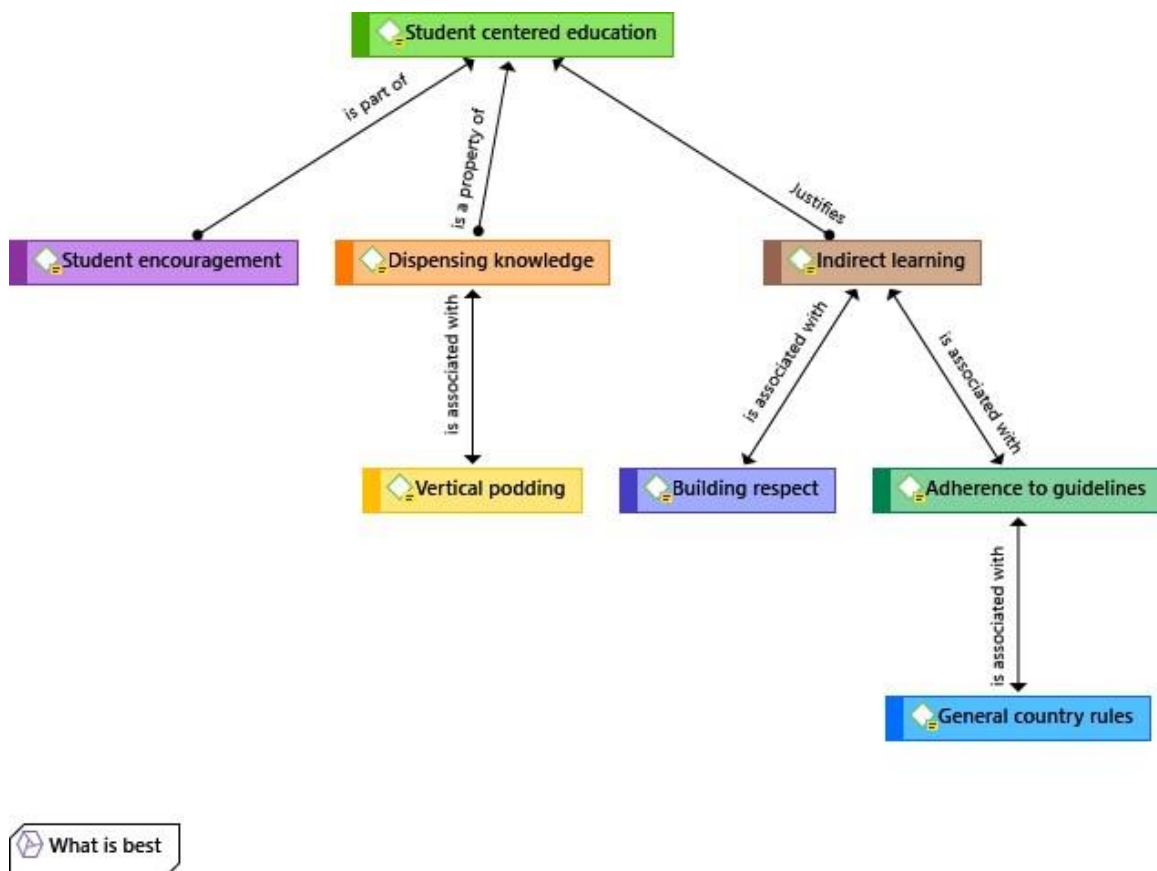 Student centered education
is part of
is a property of
Justifies
Student encouragement
Dispensing knowledge
Indirect learning
is associated with
is associated with
is associated with
Vertical podding
Building respect
Adherence to guidelines
is associated with
General country rules
What is best